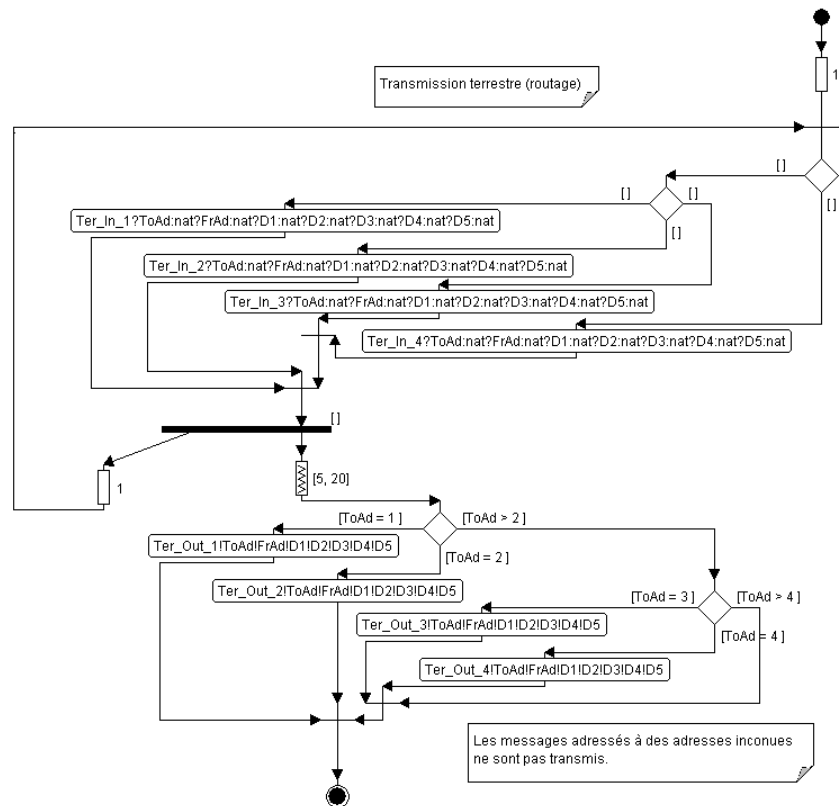 1
Transmission terrestre (routage)
[ ]
[ ]
[ ]
[ ]
[ ]
Ter_In_1?ToAd:nat?FrAd:nat?D1:nat?D2:nat?D3:nat?D4:nat?D5:nat
Ter_In_2?ToAd:nat?FrAd:nat?D1:nat?D2:nat?D3:nat?D4:nat?D5:nat
Ter_In_3?ToAd:nat?FrAd:nat?D1:nat?D2:nat?D3:nat?D4:nat?D5:nat
Ter_In_4?ToAd:nat?FrAd:nat?D1:nat?D2:nat?D3:nat?D4:nat?D5:nat
[ ]
1
[5, 20]
[ToAd = 1 ]
[ToAd > 2 ]
Ter_Out_1!ToAd!FrAd!D1!D2!D3!D4!D5
[ToAd = 2 ]
Ter_Out_2!ToAd!FrAd!D1!D2!D3!D4!D5
[ToAd = 3 ]
[ToAd > 4 ]
Ter_Out_3!ToAd!FrAd!D1!D2!D3!D4!D5
[ToAd = 4 ]
Ter_Out_4!ToAd!FrAd!D1!D2!D3!D4!D5
Les messages adressés à des adresses inconues
ne sont pas transmis.